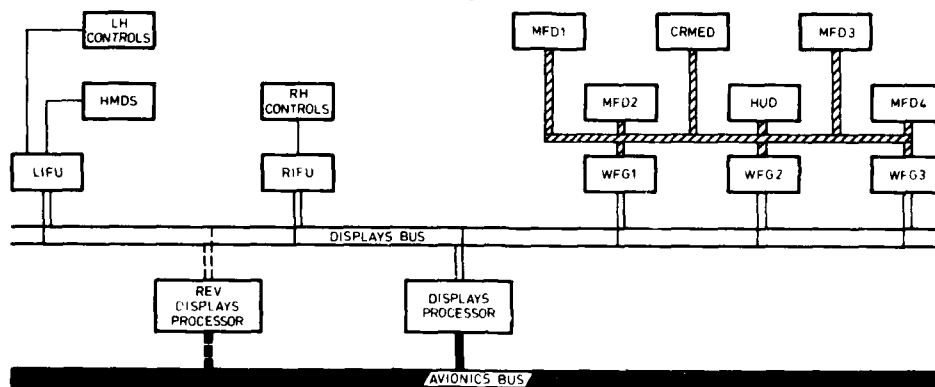 LH
CONTROLS
MFD1
CRMED
MFD3
HMDS
RH
CONTROLS
MFD2
HUD
MFD4
LIFU
RIFU
WFG1
WFG2
WFG3
DISPLAYS BUS
REV
DISPLAYS
PROCESSOR
DISPLAYS
PROCESSOR
AVIONICS BUS